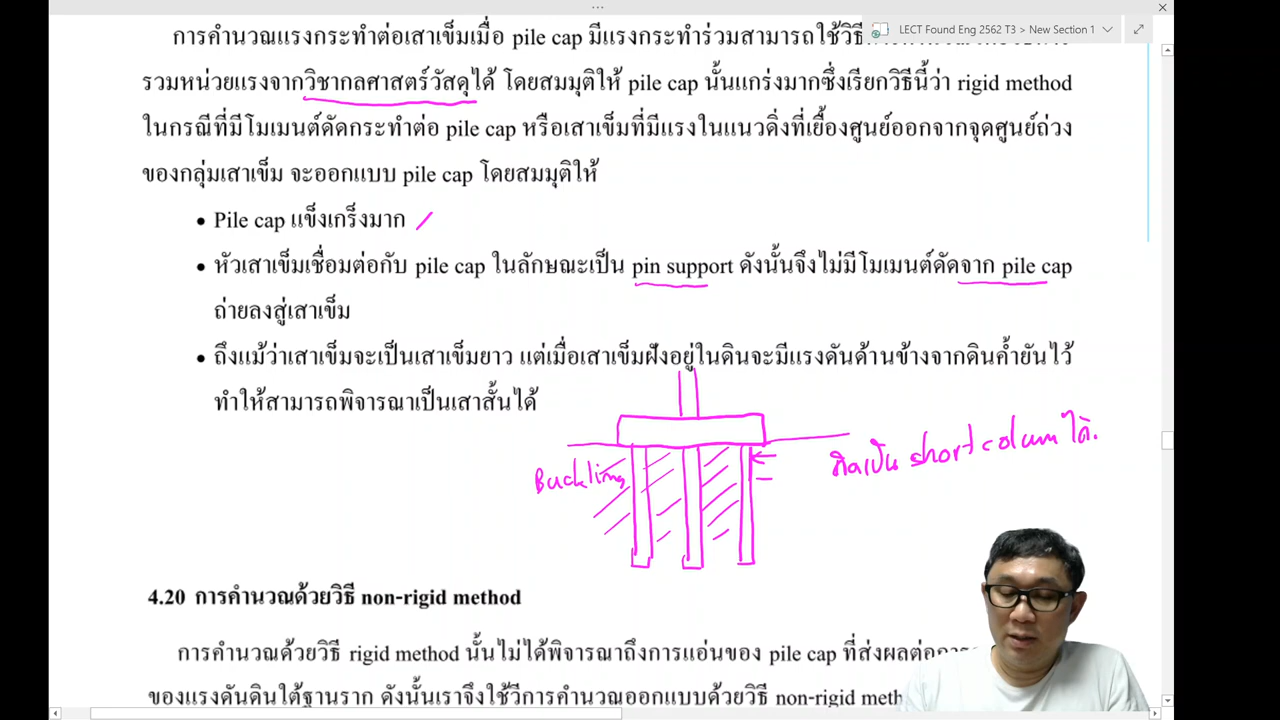 LECT Found Eng 2562 T3 > New Section 1
การคำนวณแรงกระทำต่อเสาเข็มเมื่อ pile cap มีแรงกระทำร่วมสามารถใช้วิธี
รวมหน่วยแรงจากวิชากลศาสตร์วัสดุได้ โดยสมมุติให้ pile cap นั้นแกร่งมากซึ่งเรียกวิธีนี้ว่า rigid method
ในกรณีที่มีโมเมนต์ดัดกระทำต่อ pile cap หรือเสาเข็มที่มีแรงในแนวดิ่งที่เยื้องศูนย์ออกจากจุดศูนย์ถ่วง
ของกลุ่มเสาเข็ม จะออกแบบ pile cap โดยสมมุติให้
• Pile cap แข็งเกร็งมาก
• หัวเสาเข็มเชื่อมต่อกับ pile cap ในลักษณะเป็น pin support ดังนั้นจึงไม่มีโมเมนต์ดัดจาก pile cap
ถ่ายลงสู่เสาเข็ม
• ถึงแม้ว่าเสาเข็มจะเป็นเสาเข็มยาว แต่เมื่อเสาเข็มฝังอยู่ในดินจะมีแรงดันด้านข้างจากดินค้ำยันไว้
ทำให้สามารถพิจารณาเป็นเสาสั้นได้
Buckling
คิดเป็น short column ได้.
4.20 การคำนวณด้วยวิธี non-rigid method
การคำนวณด้วยวิธี rigid method นั้นไม่ได้พิจารณาถึงการแอ่นของ pile cap ที่ส่งผลต่อ
ของแรงดันดินใต้ฐานราก ดังนั้นเราจึงใช้วีการคำนวณออกแบบด้วยวิธี non-rigid